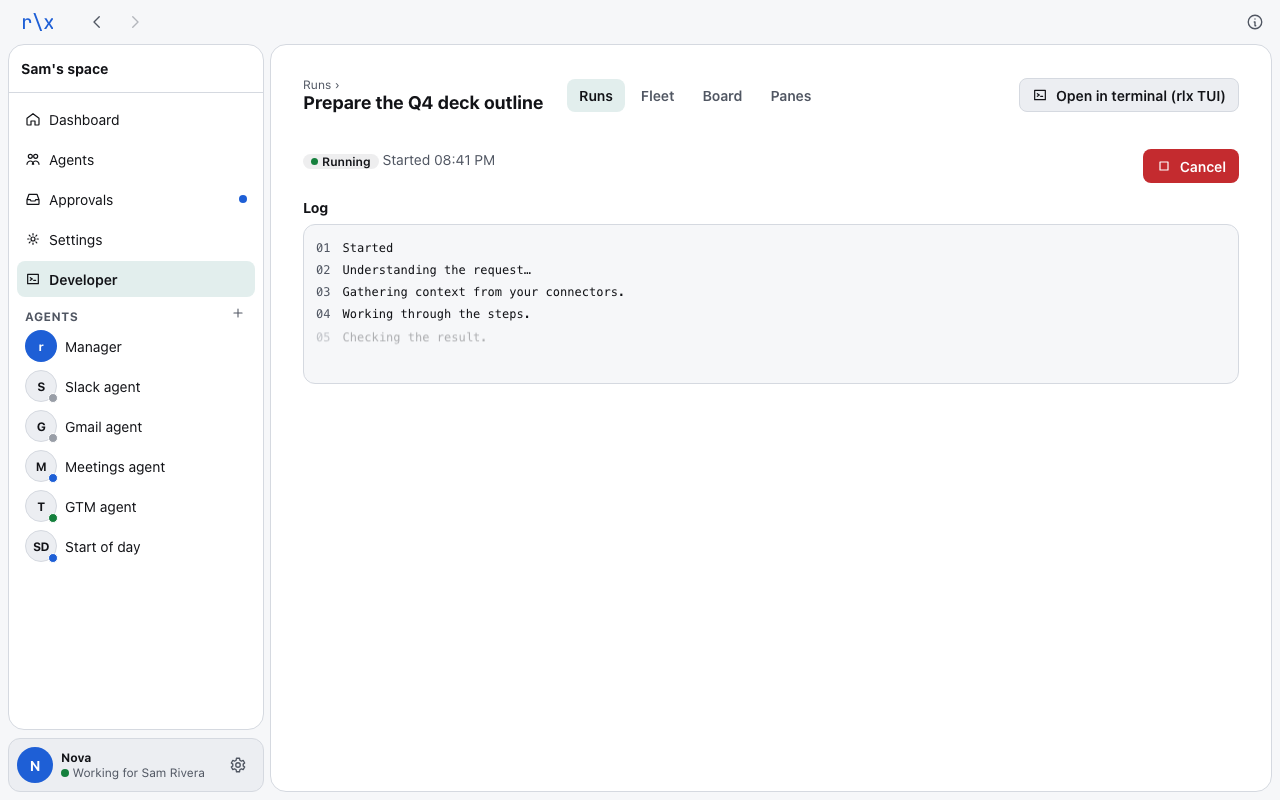 r\x
Sam's space
Dashboard
Agents
Approvals
Settings
Developer
AGENTS
r Manager
S Slack agent
G Gmail agent
M Meetings agent
T GTM agent
SD Start of day
N Nova
Working for Sam Rivera
Runs ›
Prepare the Q4 deck outline
Runs Fleet Board Panes
Open in terminal (rlx TUI)
Running Started 08:41 PM
Cancel
Log
01 Started
02 Understanding the request…
03 Gathering context from your connectors.
04 Working through the steps.
05 Checking the result.